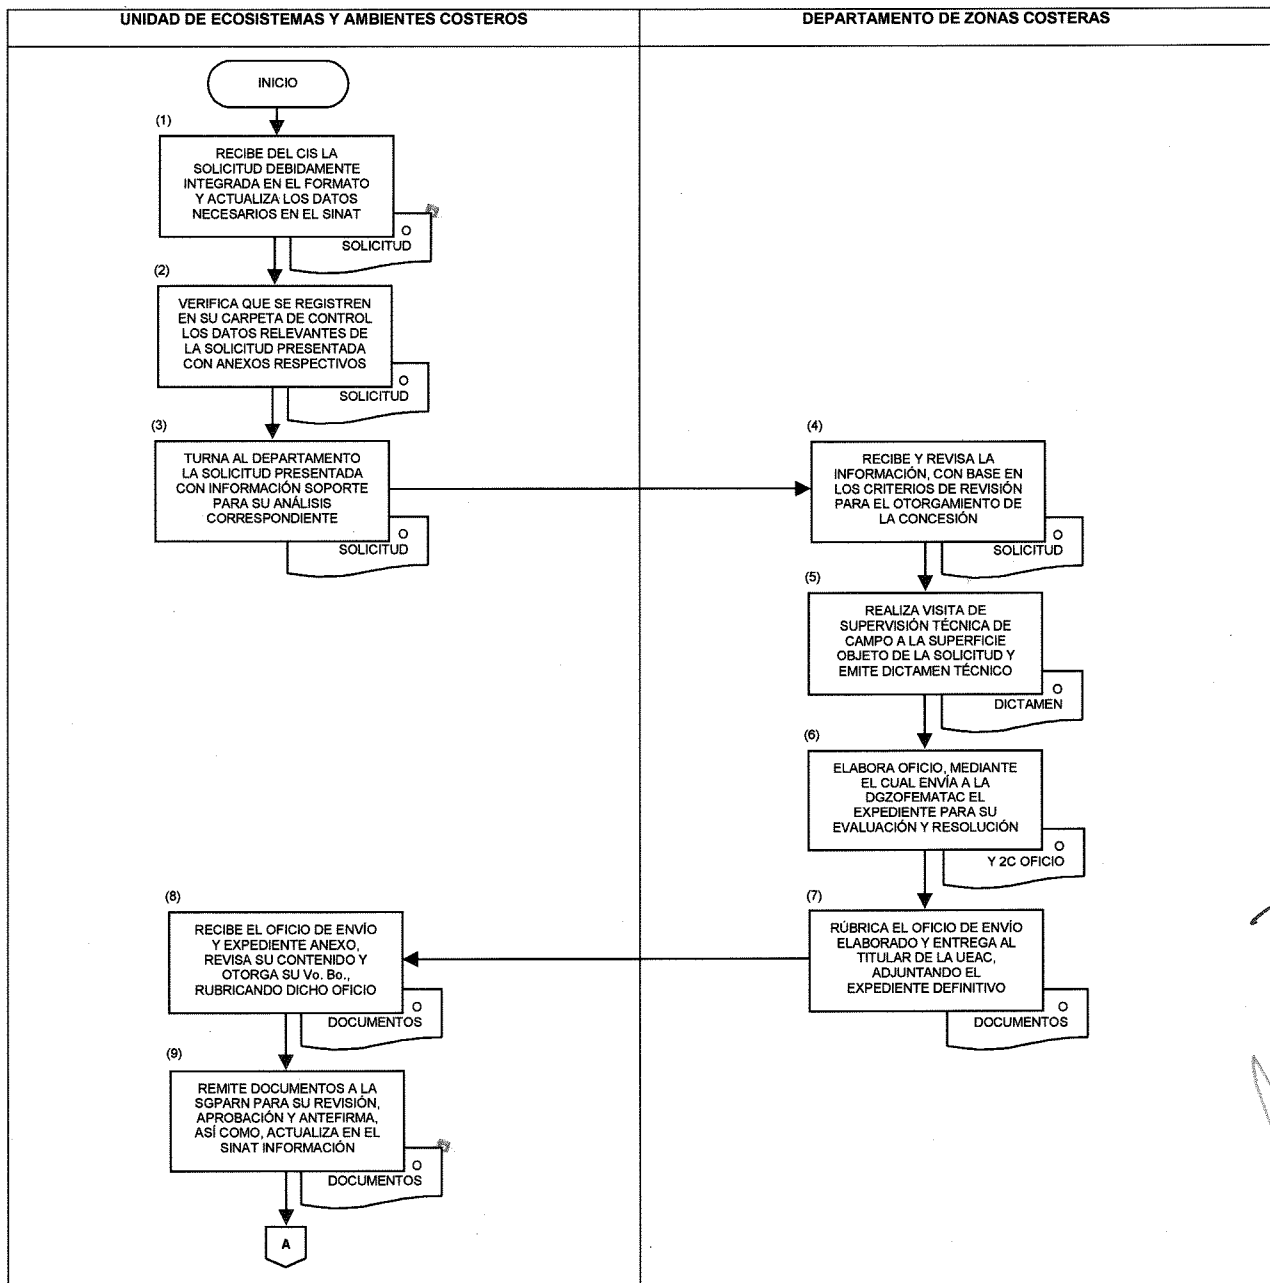 UNIDAD DE ECOSISTEMAS Y AMBIENTES COSTEROS
DEPARTAMENTO DE ZONAS COSTERAS
INICIO
(1)
RECIBE DEL CIS LA
SOLICITUD DEBIDAMENTE
INTEGRADA EN EL FORMATO
Y ACTUALIZA LOS DATOS
NECESARIOS EN EL SINAT
O
SOLICITUD
(2)
VERIFICA QUE SE REGISTREN
EN SU CARPETA DE CONTROL
LOS DATOS RELEVANTES DE
LA SOLICITUD PRESENTADA
CON ANEXOS RESPECTIVOS
O
SOLICITUD
(3)
TURNA AL DEPARTAMENTO
LA SOLICITUD PRESENTADA
CON INFORMACIÓN SOPORTE
PARA SU ANÁLISIS
CORRESPONDIENTE
O
SOLICITUD
(4)
RECIBE Y REVISA LA
INFORMACIÓN, CON BASE EN
LOS CRITERIOS DE REVISIÓN
PARA EL OTORGAMIENTO DE
LA CONCESIÓN
O
SOLICITUD
(5)
REALIZA VISITA DE
SUPERVISIÓN TÉCNICA DE
CAMPO A LA SUPERFICIE
OBJETO DE LA SOLICITUD Y
EMITE DICTAMEN TÉCNICO
O
DICTAMEN
(6)
ELABORA OFICIO, MEDIANTE
EL CUAL ENVÍA A LA
DGZOFEMATAC EL
EXPEDIENTE PARA SU
EVALUACIÓN Y RESOLUCIÓN
O
Y 2C OFICIO
(7)
RÚBRICA EL OFICIO DE ENVÍO
ELABORADO Y ENTREGA AL
TITULAR DE LA UEAC,
ADJUNTANDO EL
EXPEDIENTE DEFINITIVO
O
DOCUMENTOS
(8)
RECIBE EL OFICIO DE ENVÍO
Y EXPEDIENTE ANEXO,
REVISA SU CONTENIDO Y
OTORGA SU Vo. Bo.,
RUBRICANDO DICHO OFICIO
O
DOCUMENTOS
(9)
REMITE DOCUMENTOS A LA
SGPARN PARA SU REVISIÓN,
APROBACIÓN Y ANTEFIRMA,
ASÍ COMO, ACTUALIZA EN EL
SINAT INFORMACIÓN
O
DOCUMENTOS
A